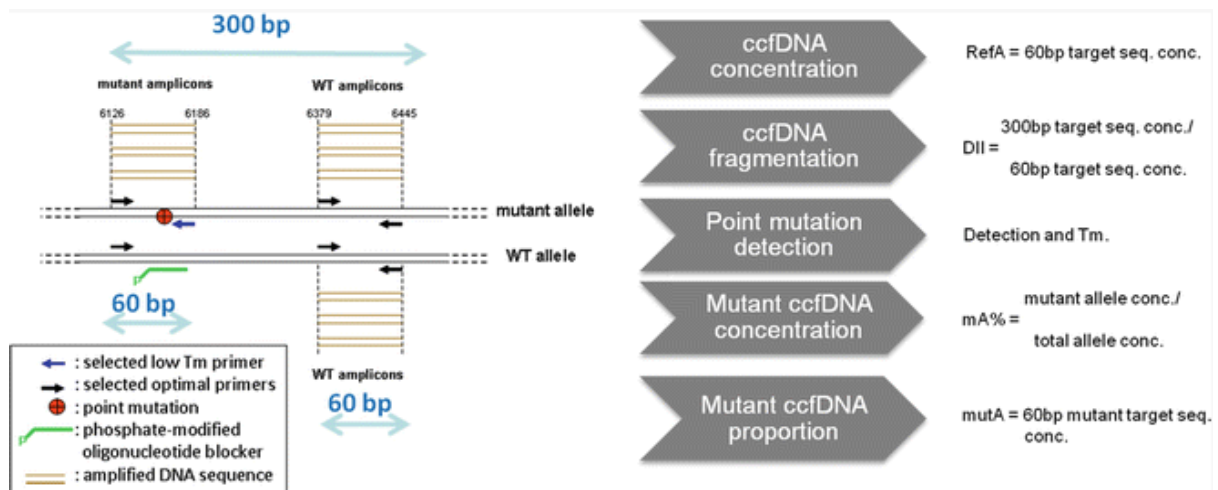 300 bp
mutant amplicons
WT amplicons
6126
6186
6379
6445
mutant allele
WT allele
P
60 bp
WT amplicons
60 bp
: selected low Tm primer
: selected optimal primers
: point mutation
P
: phosphate-modified
oligonucleotide blocker
: amplified DNA sequence
ccfDNA
concentration
RefA = 60bp target seq. conc.
ccfDNA
fragmentation
300bp target seq. conc./
DII =
60bp target seq. conc.
Point mutation
detection
Detection and Tm.
Mutant ccfDNA
concentration
mutant allele conc./
mA% =
total allele conc.
Mutant ccfDNA
proportion
mutA = 60bp mutant target seq.
conc.